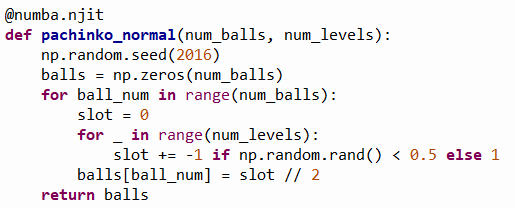 @numba.njit
def pachinko_normal(num_balls, num_levels):
    np.random.seed(2016)
    balls = np.zeros(num_balls)
    for ball_num in range(num_balls):
        slot = 0
        for _ in range(num_levels):
            slot += -1 if np.random.rand() < 0.5 else 1
        balls[ball_num] = slot // 2
    return balls